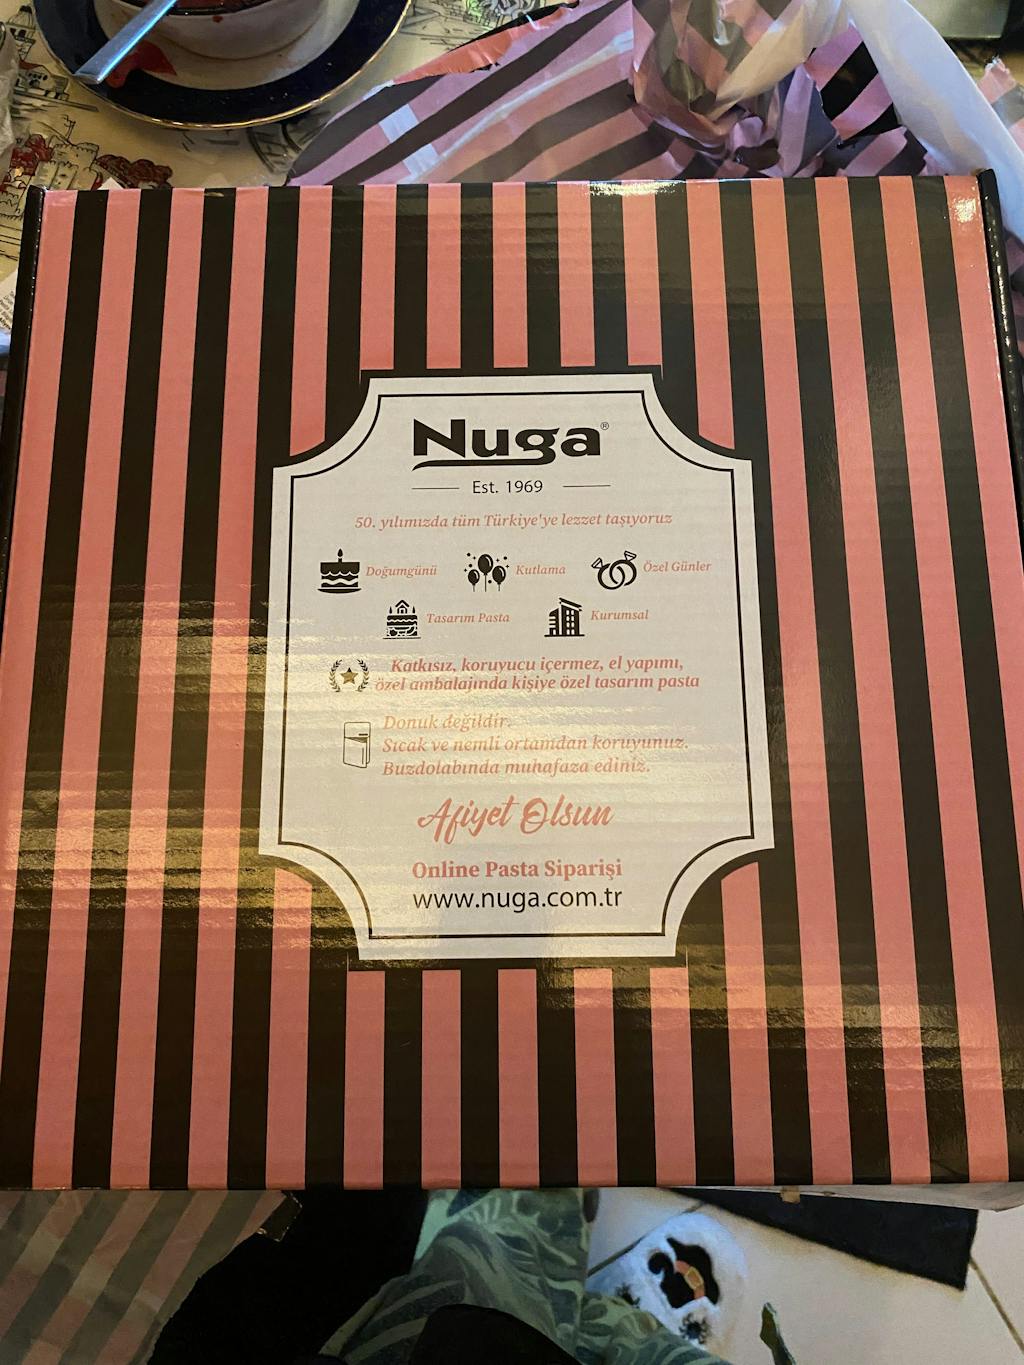 Nuga®
Est. 1969
50. yılımızda tüm Türkiye'ye lezzet taşıyoruz
Doğumgünü Kutlama Özel Günler
Tasarım Pasta Kurumsal
Katkısız, koruyucu içermez, el yapımı,
özel ambalajında kişiye özel tasarım pasta
Donuk değildir.
Sıcak ve nemli ortamdan koruyunuz.
Buzdolabında muhafaza ediniz.
Afiyet Olsun
Online Pasta Siparişi
www.nuga.com.tr